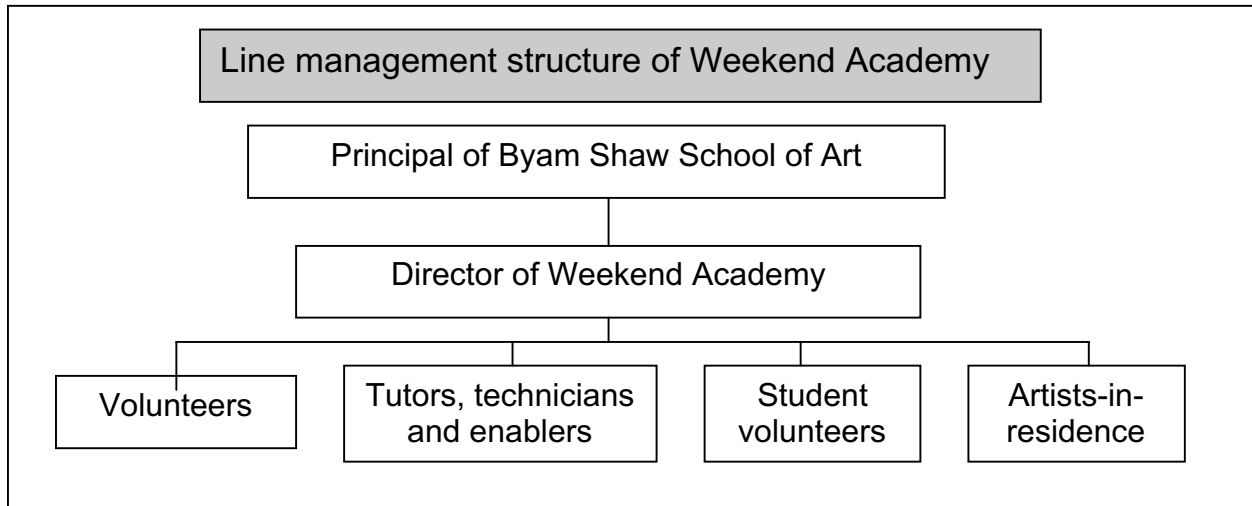 Line management structure of Weekend Academy
Principal of Byam Shaw School of Art
Director of Weekend Academy
Volunteers
Tutors, technicians
and enablers
Student
volunteers
Artists-in-
residence